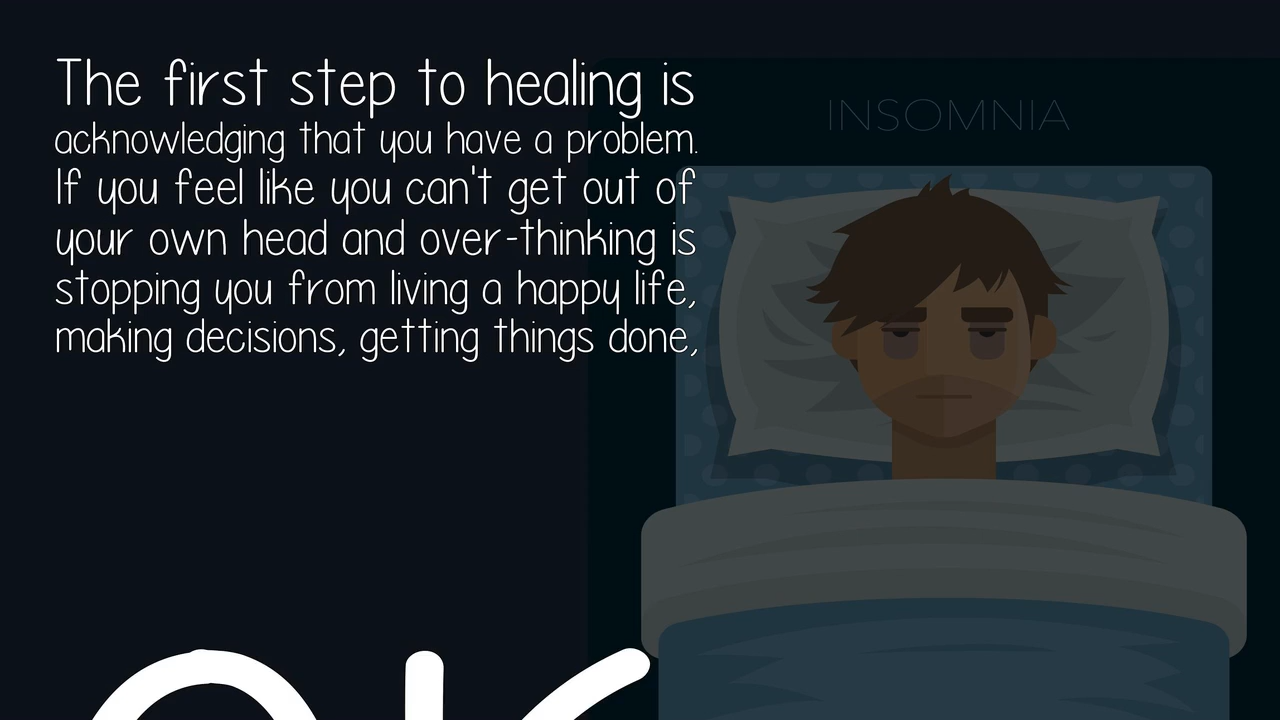 The first step to healing is
INSOMNIA
acknowledging that you have a problem.
If you feel like you can't get out of
your own head and over-thinking is
stopping you from living a happy life,
making decisions, getting things done,